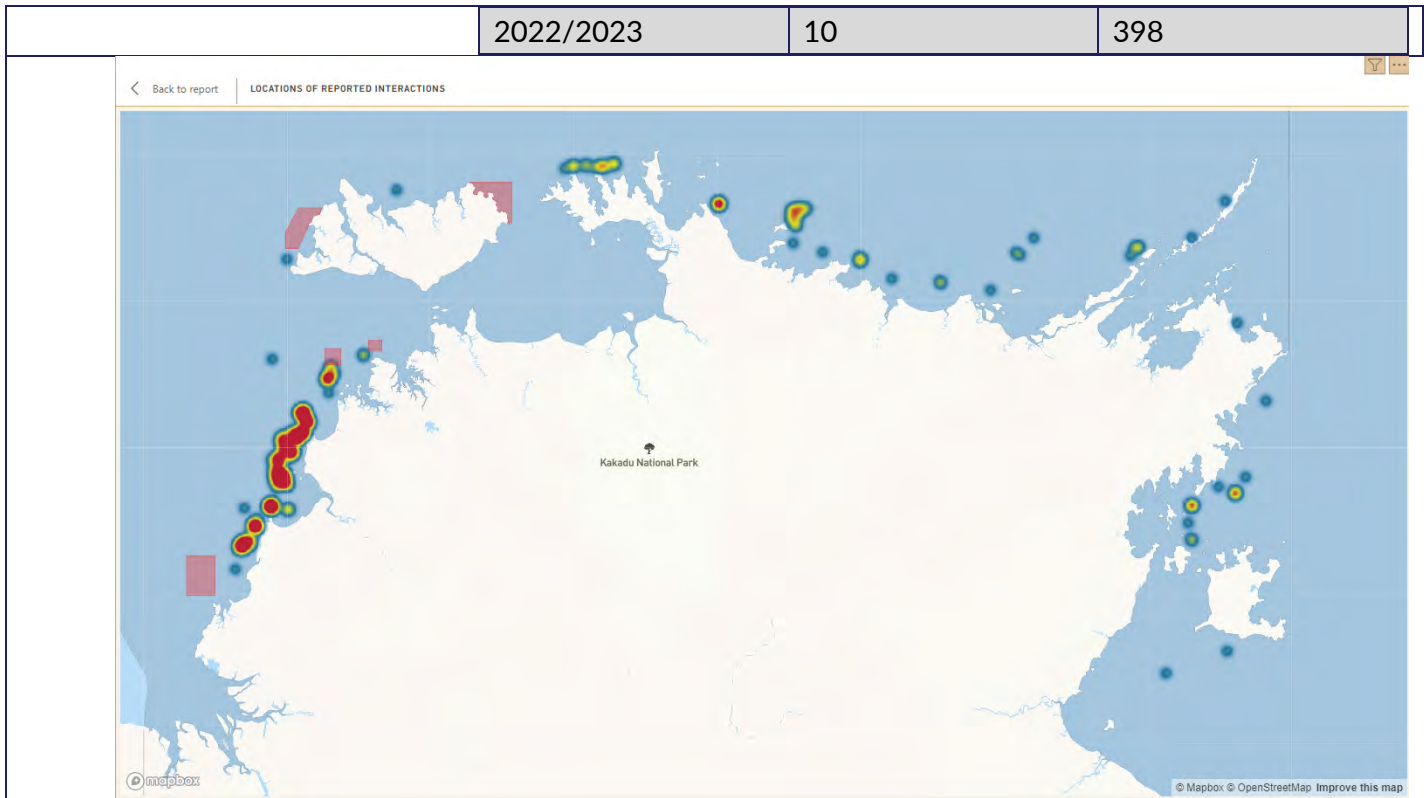 2022/2023 10 398
Back to report LOCATIONS OF REPORTED INTERACTIONS
Kakadu National Park
mapbox
© Mapbox © OpenStreetMap Improve this map